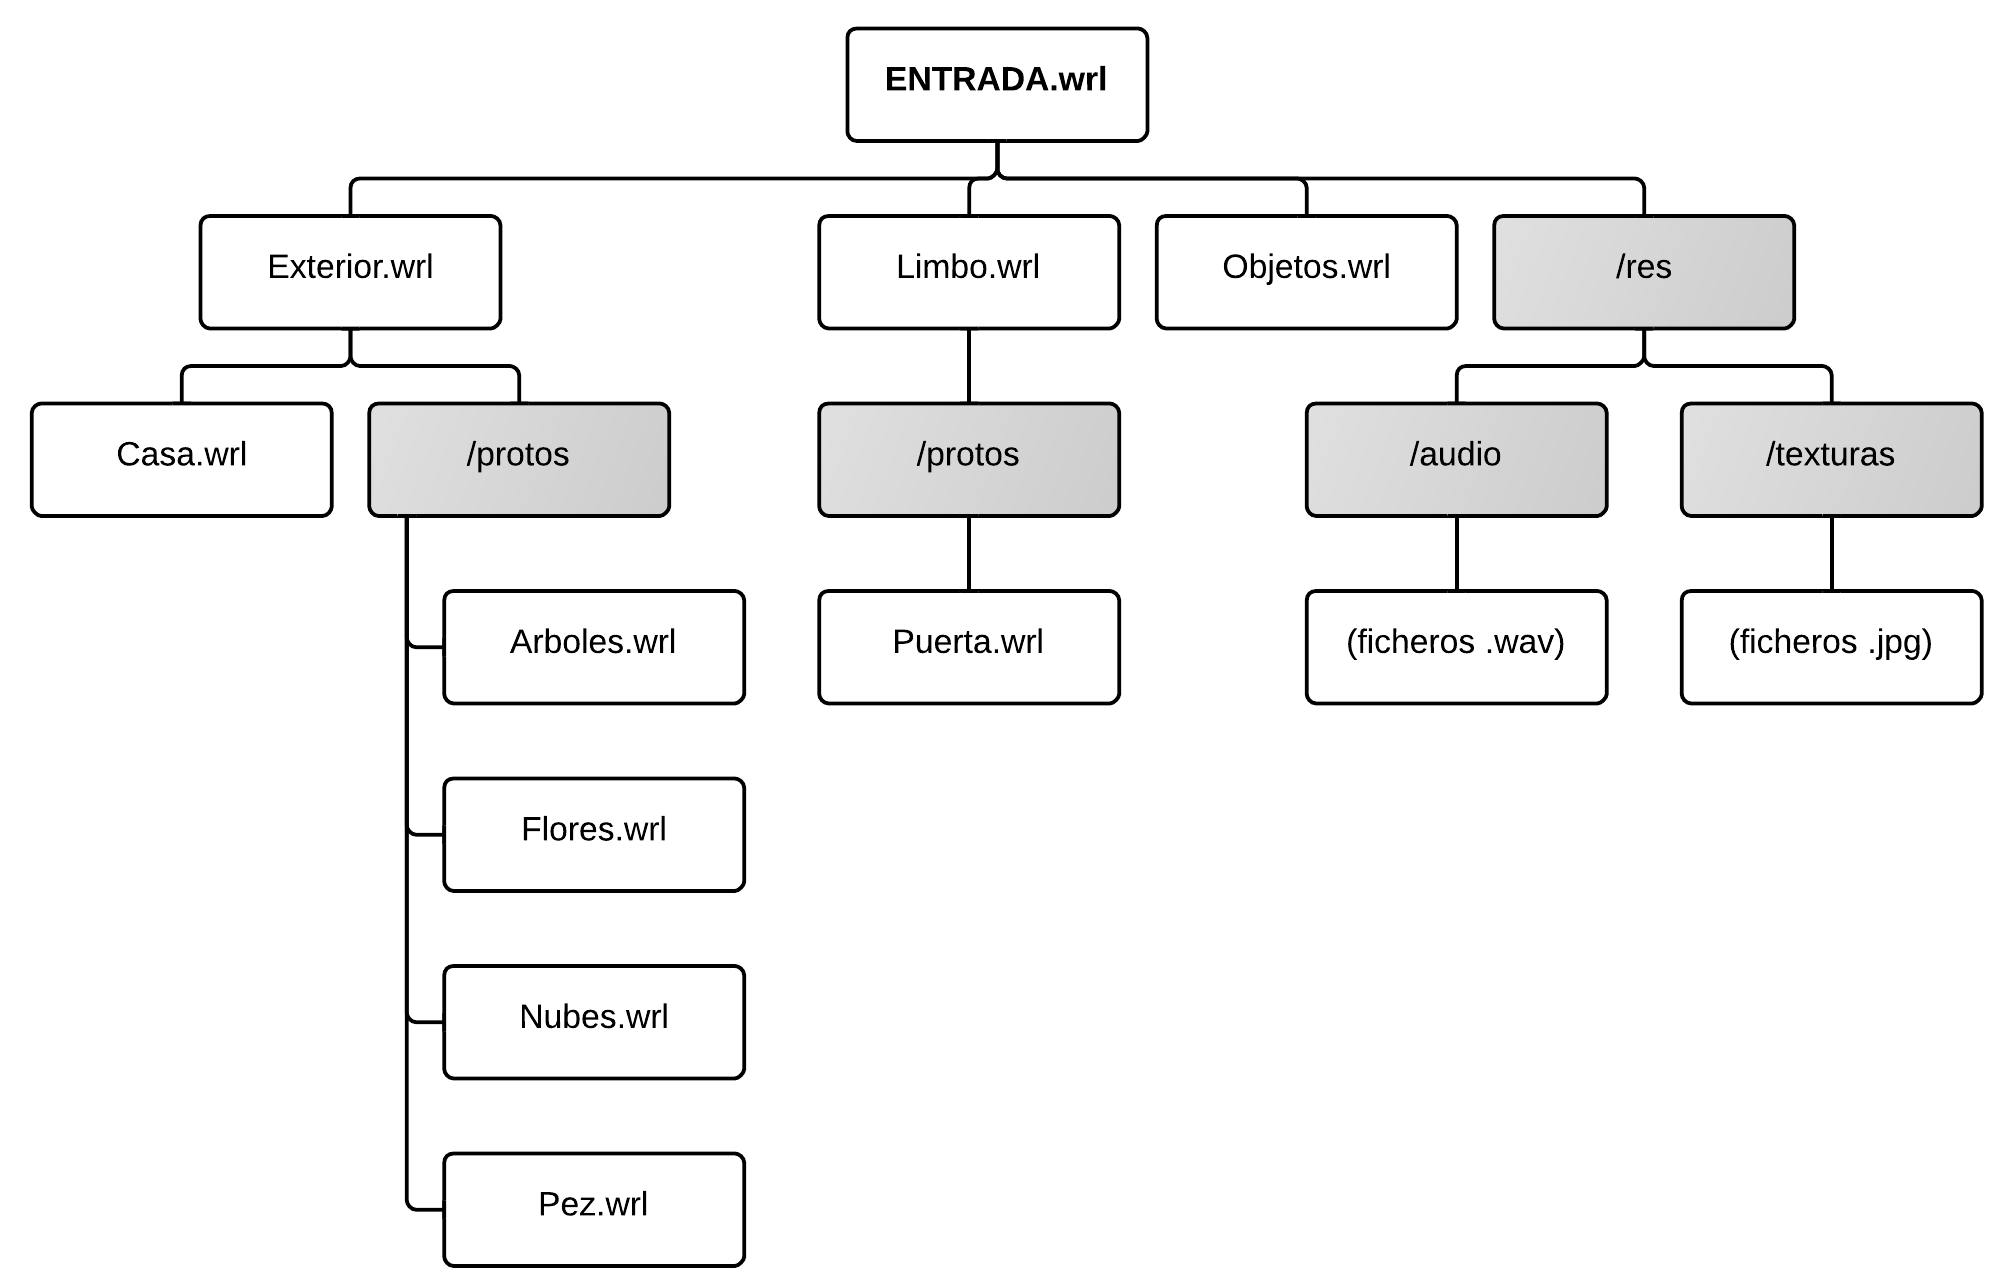 ENTRADA.wrl
Exterior.wrl
Limbo.wrl
Objetos.wrl
/res
Casa.wrl
/protos
/protos
/audio
/texturas
Arboles.wrl
Puerta.wrl
(ficheros .wav)
(ficheros .jpg)
Flores.wrl
Nubes.wrl
Pez.wrl